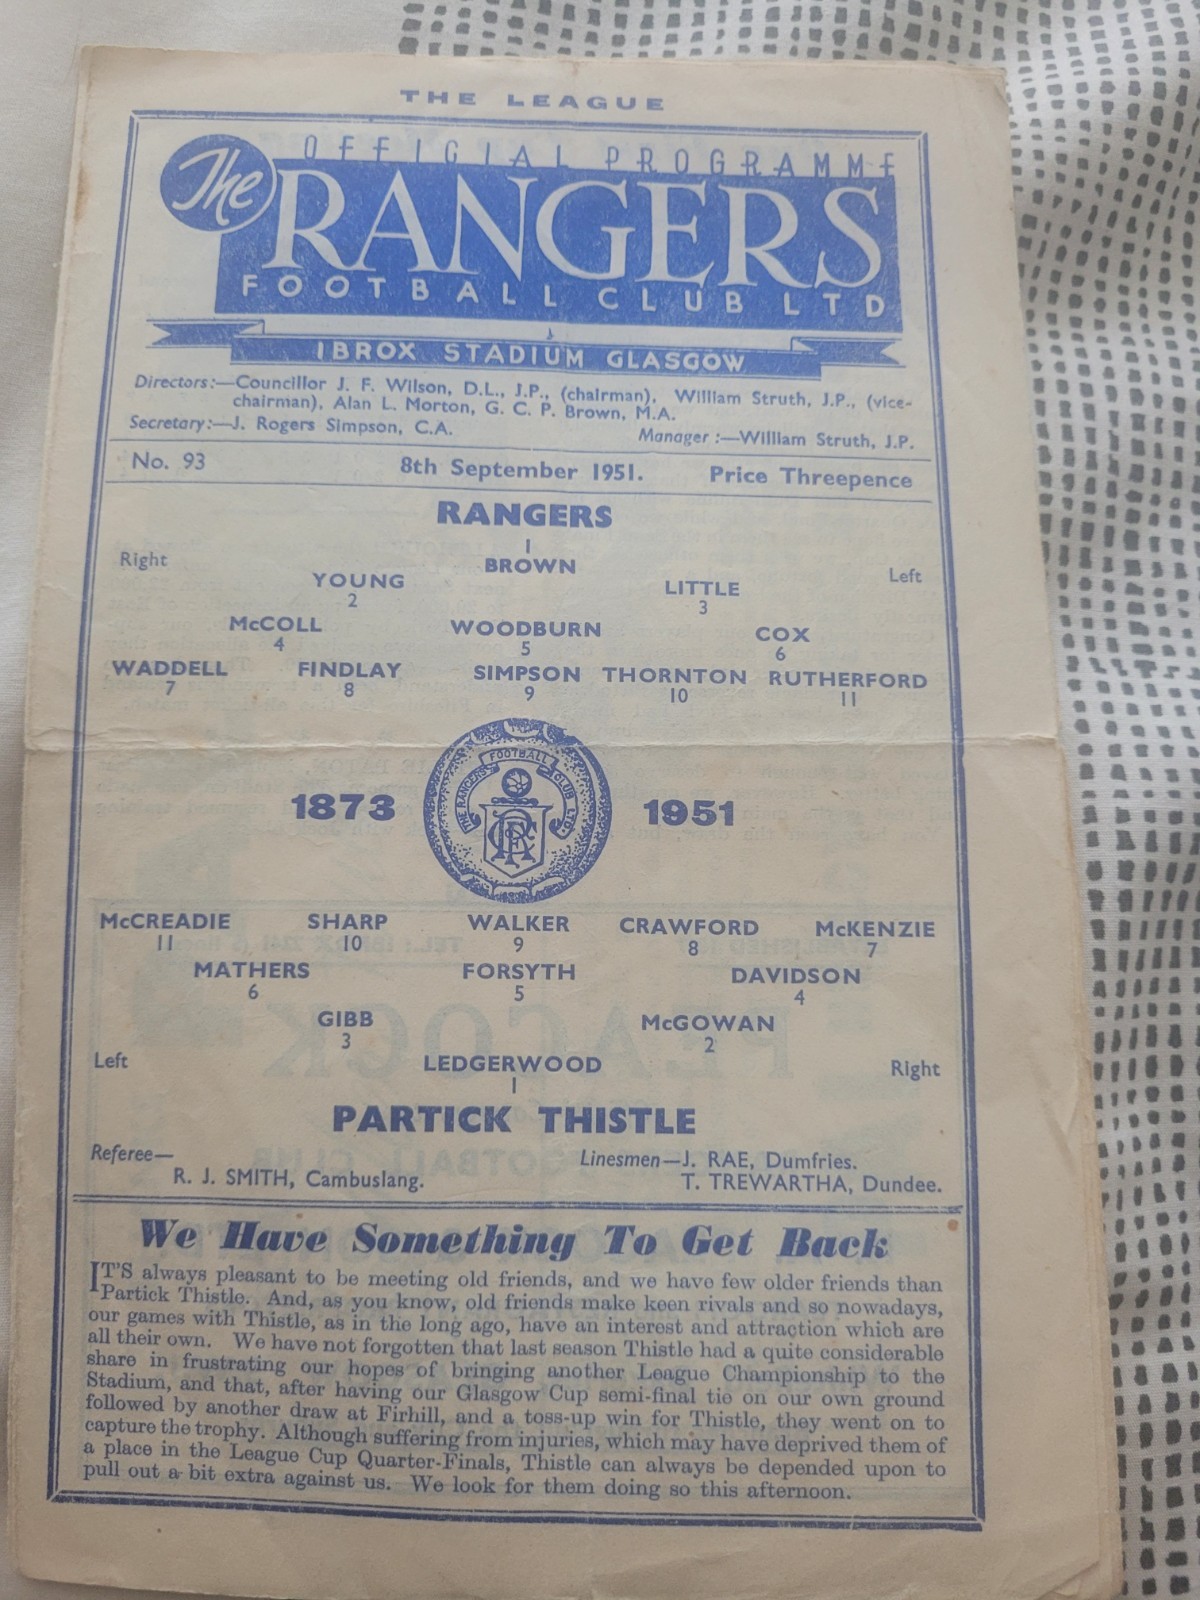 THE LEAGUE
OFFICIAL PROGRAMME
The RANGERS
FOOTBALL CLUB LTD
IBROX STADIUM GLASGOW
Directors:—Councillor J. F. Wilson, D.L., J.P., (chairman), William Struth, J.P., (vice-
chairman), Alan L. Morton, G. C. P. Brown, M.A.
Secretary:—J. Rogers Simpson, C.A.
Manager:—William Struth, J.P.
No. 93 8th September 1951. Price Threepence
RANGERS
1
BROWN
Right Left
YOUNG LITTLE
2 3
McCOLL WOODBURN COX
4 5 6
WADDELL FINDLAY SIMPSON THORNTON RUTHERFORD
7 8 9 10 11
THE RANGERS FOOTBALL CLUB LTD.
RFC
1873 1951
McCREADIE SHARP WALKER CRAWFORD McKENZIE
11 10 9 8 7
MATHERS FORSYTH DAVIDSON
6 5 4
GIBB McGOWAN
3 2
Left LEDGERWOOD Right
1
PARTICK THISTLE
Referee— Linesmen—J. RAE, Dumfries.
R. J. SMITH, Cambuslang. T. TREWARTHA, Dundee.
We Have Something To Get Back
IT'S always pleasant to be meeting old friends, and we have few older friends than
Partick Thistle. And, as you know, old friends make keen rivals and so nowadays,
our games with Thistle, as in the long ago, have an interest and attraction which are
all their own. We have not forgotten that last season Thistle had a quite considerable
share in frustrating our hopes of bringing another League Championship to the
Stadium, and that, after having our Glasgow Cup semi-final tie on our own ground
followed by another draw at Firhill, and a toss-up win for Thistle, they went on to
capture the trophy. Although suffering from injuries, which may have deprived them of
a place in the League Cup Quarter-Finals, Thistle can always be depended upon to
pull out a bit extra against us. We look for them doing so this afternoon.